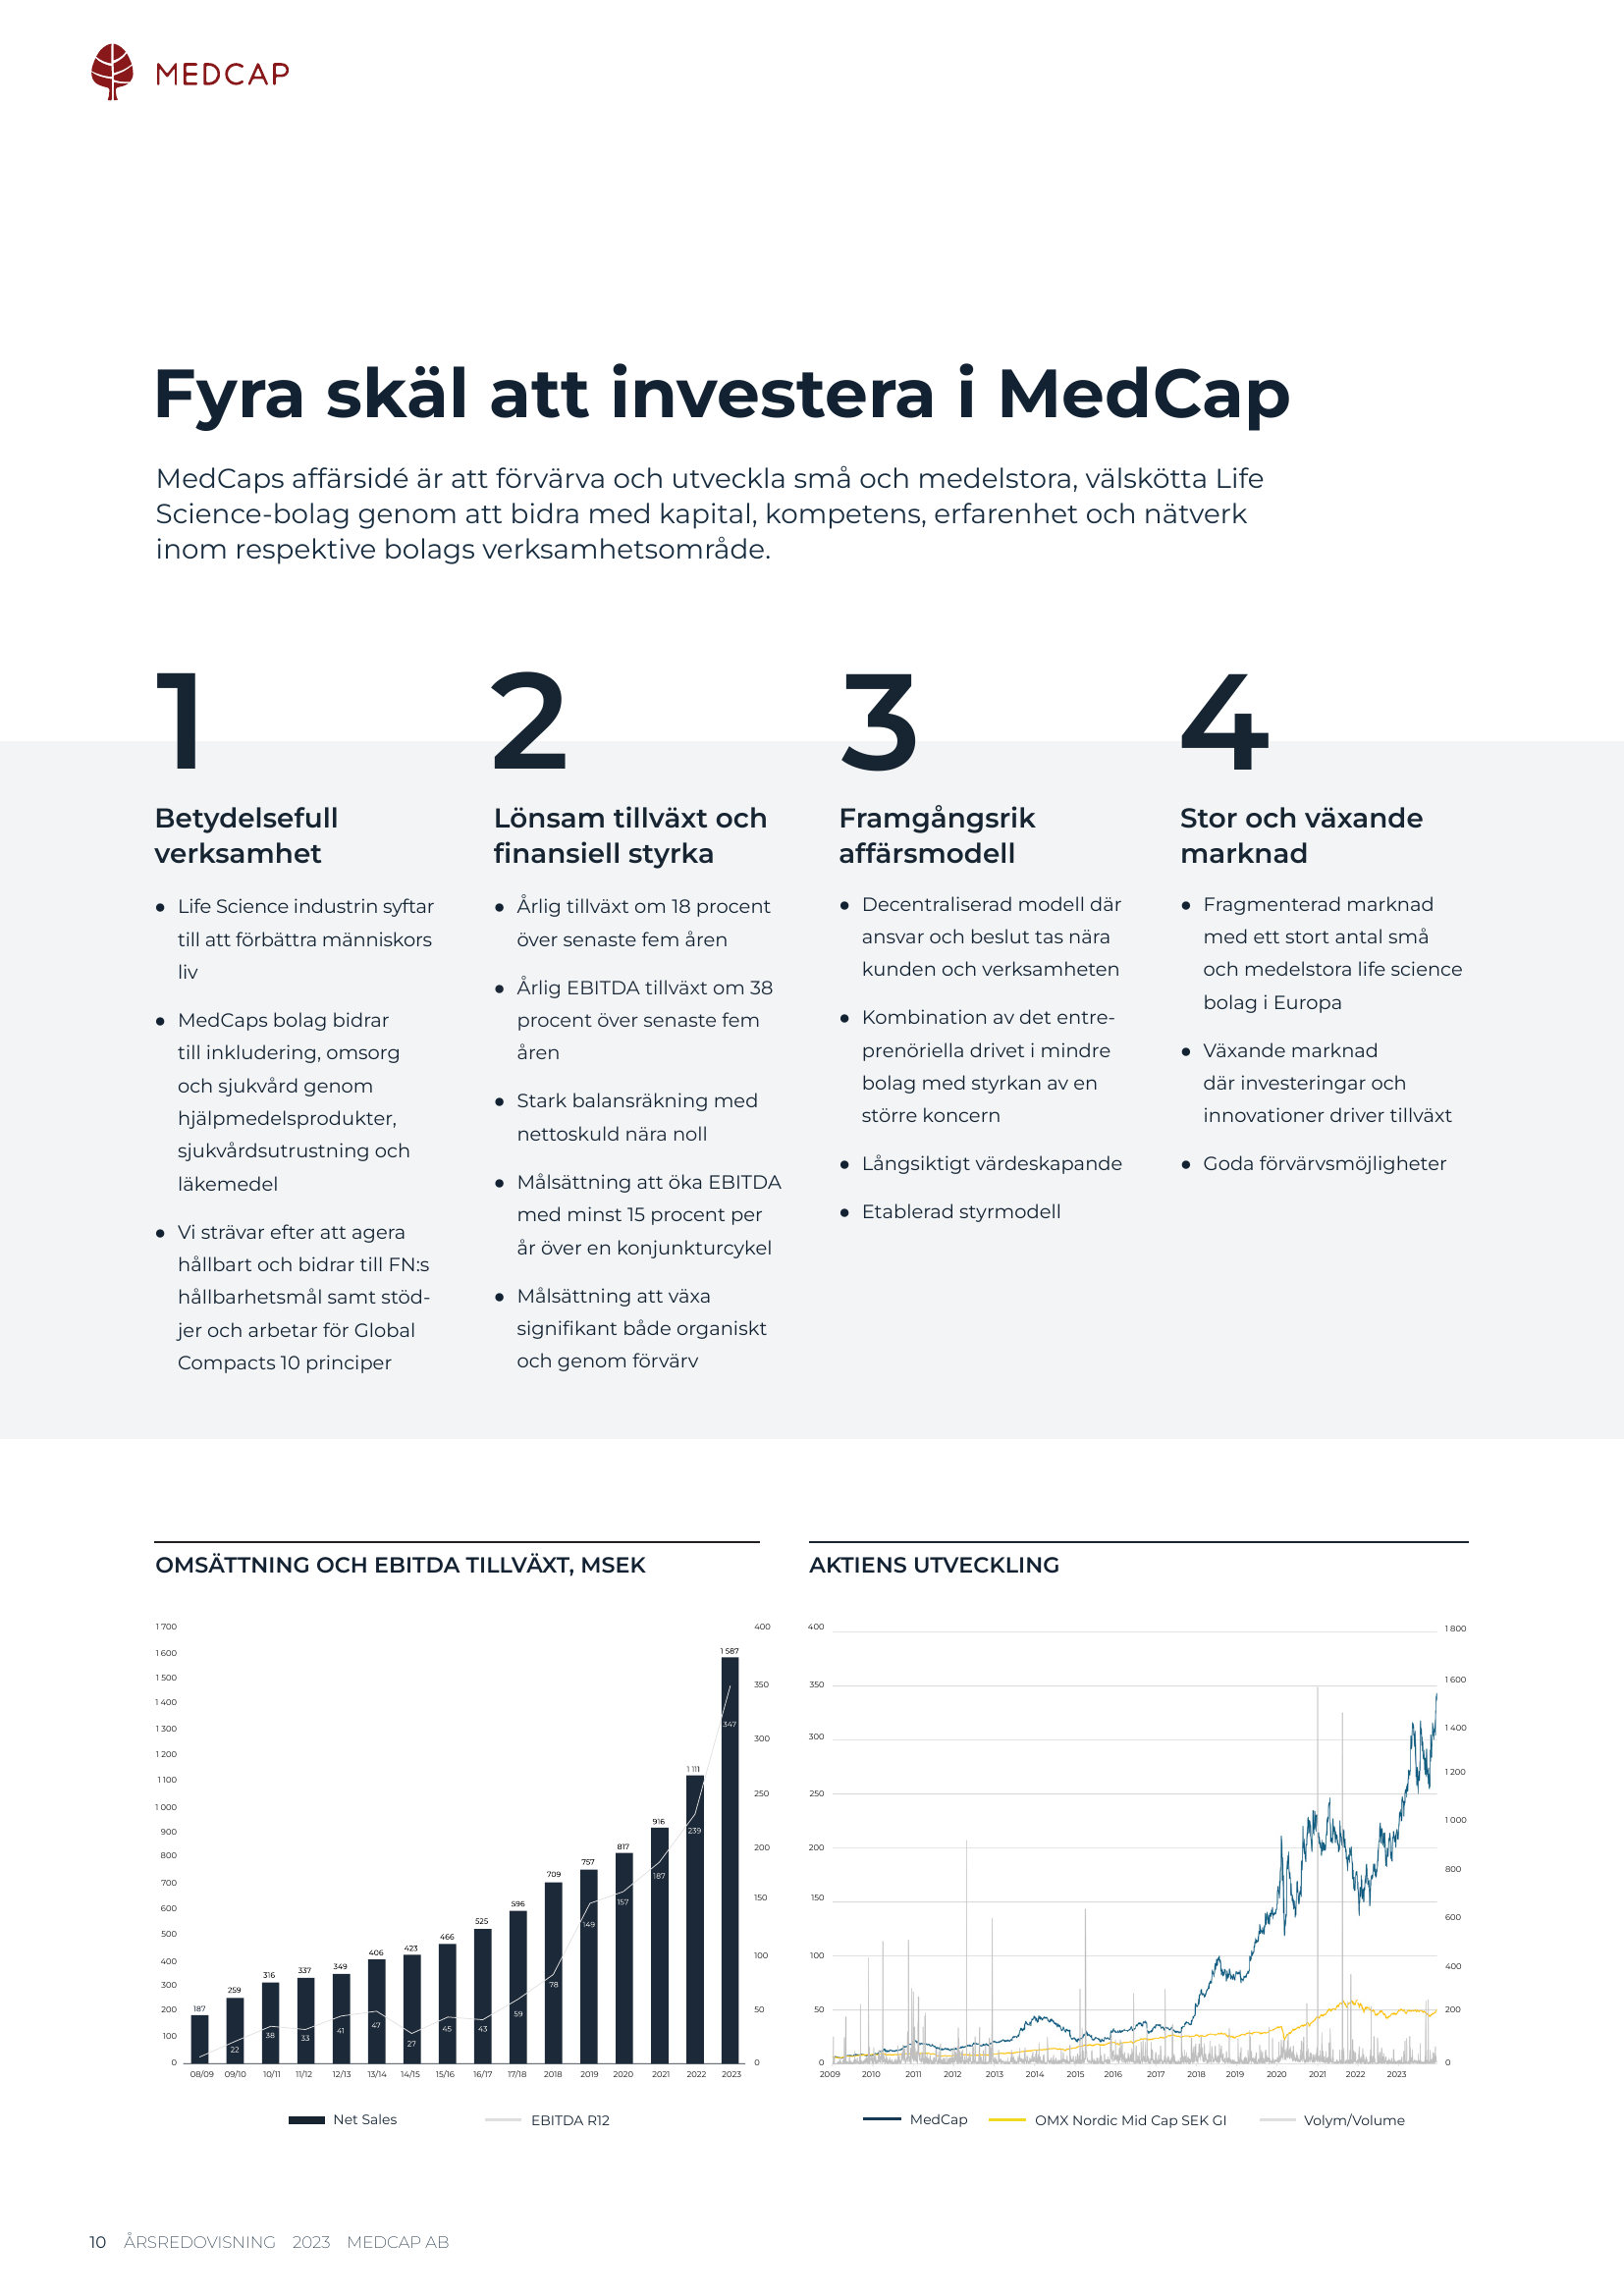 MEDCAP
Fyra skäl att investera i MedCap
MedCaps affärsidé är att förvärva och utveckla små och medelstora, välskötta Life
Science-bolag genom att bidra med kapital, kompetens, erfarenhet och nätverk
inom respektive bolags verksamhetsområde.
1
Betydelsefull
verksamhet
● Life Science industrin syftar
till att förbättra människors
liv
● MedCaps bolag bidrar
till inkludering, omsorg
och sjukvård genom
hjälpmedelsprodukter,
sjukvårdsutrustning och
läkemedel
● Vi strävar efter att agera
hållbart och bidrar till FN:s
hållbarhetsmål samt stöd-
jer och arbetar för Global
Compacts 10 principer
2
Lönsam tillväxt och
finansiell styrka
● Årlig tillväxt om 18 procent
över senaste fem åren
● Årlig EBITDA tillväxt om 38
procent över senaste fem
åren
● Stark balansräkning med
nettoskuld nära noll
● Målsättning att öka EBITDA
med minst 15 procent per
år över en konjunkturcykel
● Målsättning att växa
signifikant både organiskt
och genom förvärv
3
Framgångsrik
affärsmodell
● Decentraliserad modell där
ansvar och beslut tas nära
kunden och verksamheten
● Kombination av det entre-
prenöriella drivet i mindre
bolag med styrkan av en
större koncern
● Långsiktigt värdeskapande
● Etablerad styrmodell
4
Stor och växande
marknad
● Fragmenterad marknad
med ett stort antal små
och medelstora life science
bolag i Europa
● Växande marknad
där investeringar och
innovationer driver tillväxt
● Goda förvärvsmöjligheter
OMSÄTTNING OCH EBITDA TILLVÄXT, MSEK
1 700
1 600
1 500
1 400
1 300
1 200
1 100
1 000
900
800
700
600
500
400
300
200
100
0
187 259 316 337 349 406 423 466 525 596 709 757 817 916 1 111 1 587
22 38 33 41 47 27 45 43 59 78 149 157 187 239 347
400
350
300
250
200
150
100
50
0
08/09 09/10 10/11 11/12 12/13 13/14 14/15 15/16 16/17 17/18 2018 2019 2020 2021 2022 2023
Net Sales EBITDA R12
AKTIENS UTVECKLING
400
350
300
250
200
150
100
50
0
1 800
1 600
1 400
1 200
1 000
800
600
400
200
0
2009 2010 2011 2012 2013 2014 2015 2016 2017 2018 2019 2020 2021 2022 2023
MedCap OMX Nordic Mid Cap SEK GI Volym/Volume
10 ÅRSREDOVISNING 2023 MEDCAP AB